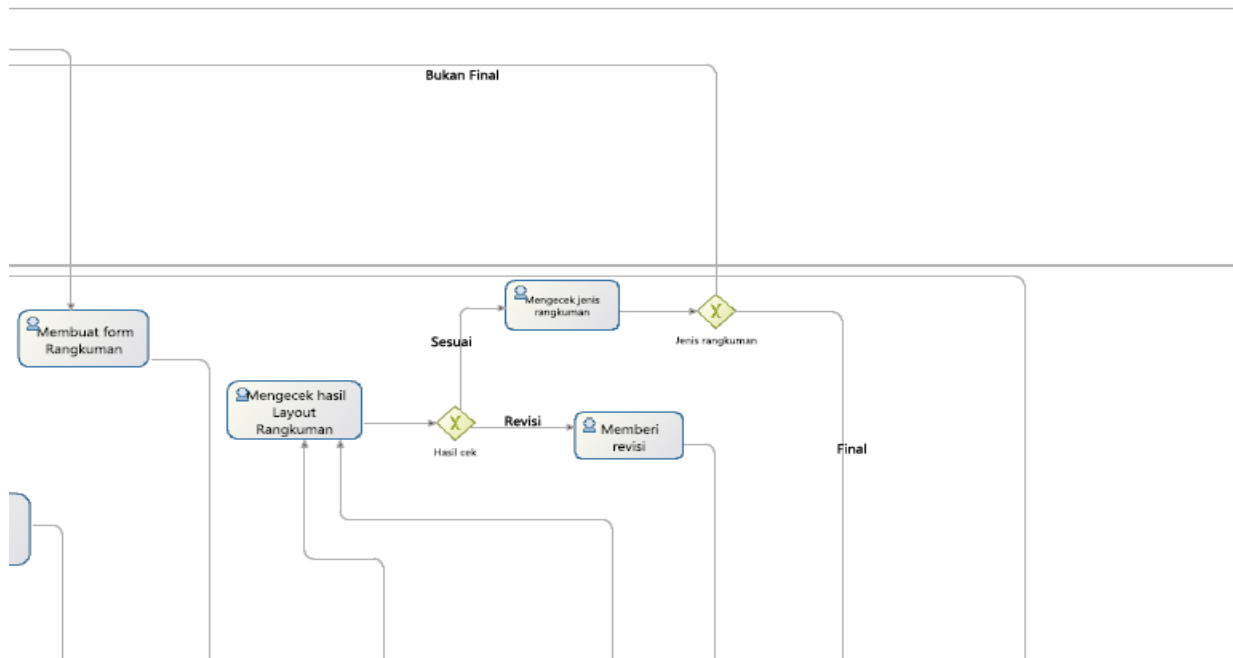 Bukan Final
Mengecek jenis
rangkuman
Membuat form
Rangkuman
Jenis rangkuman
Sesuai
Mengecek hasil
Layout
Rangkuman
Revisi
Memberi
revisi
Hasil cek
Final